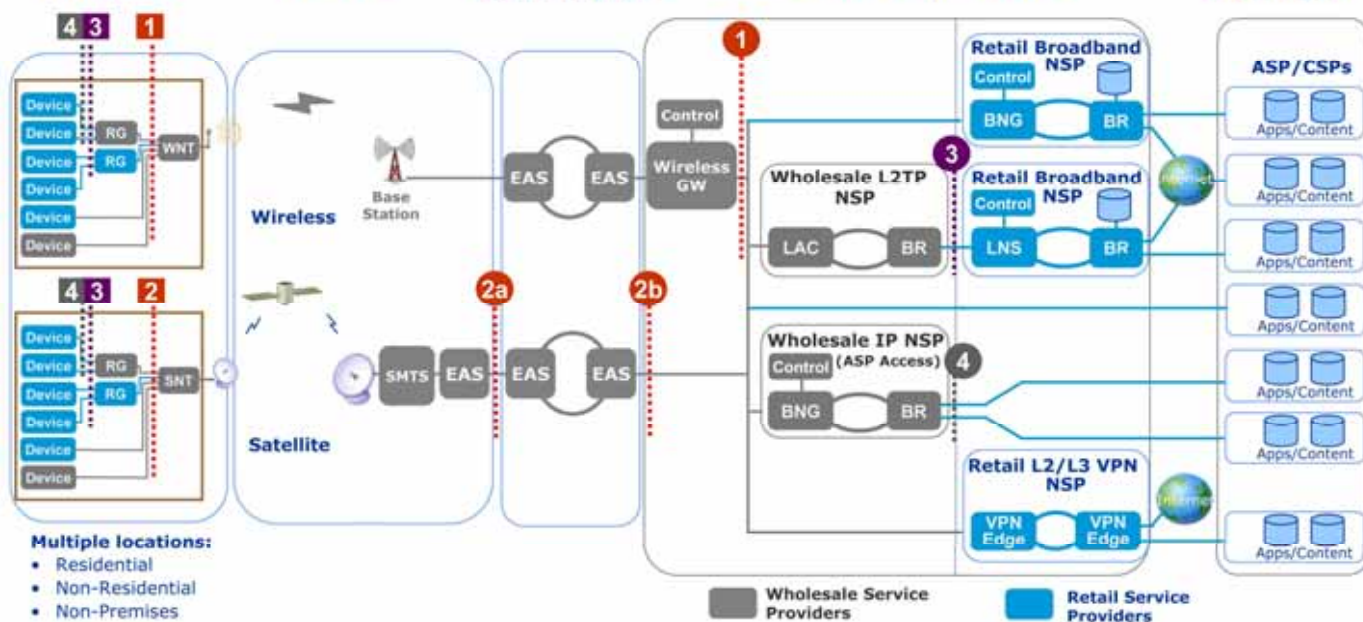 4 3 1
Device
Device
Device
Device
Device
Device
RG
RG
WNT
Wireless
Base
Station
EAS
EAS
Control
Wireless
GW
1
Wholesale L2TP
NSP
LAC
BR
3
Retail Broadband
NSP
Control
BNG
BR
Retail Broadband
NSP
Control
LNS
BR
Internet
ASP/CSPs
Apps/Content
Apps/Content
Apps/Content
Apps/Content
Apps/Content
Apps/Content
Apps/Content
4 3 2
Device
Device
Device
Device
Device
Device
RG
RG
SNT
Satellite
SMTS
EAS
2a
EAS
EAS
2b
Wholesale IP NSP
(ASP Access)
Control
BNG
BR
4
Retail L2/L3 VPN
NSP
VPN
Edge
VPN
Edge
Internet
Multiple locations:
• Residential
• Non-Residential
• Non-Premises
Wholesale Service
Providers
Retail Service
Providers